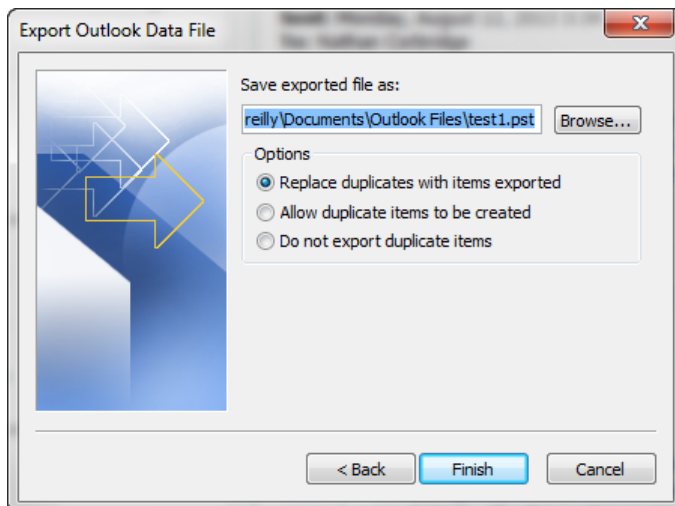 Export Outlook Data File
Save exported file as:
reilly\Documents\Outlook Files\test1.pst
Browse...
Options
Replace duplicates with items exported
Allow duplicate items to be created
Do not export duplicate items
< Back
Finish
Cancel